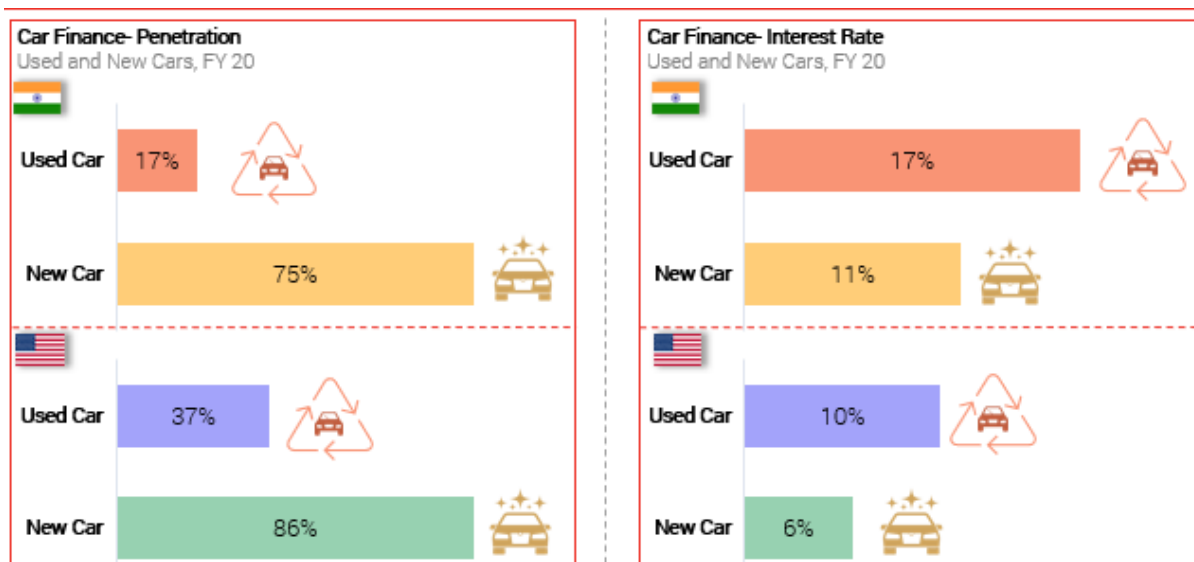 Car Finance- Penetration
Used and New Cars, FY 20
Used Car 17%
New Car 75%
Used Car 37%
New Car 86%
Car Finance- Interest Rate
Used and New Cars, FY 20
Used Car 17%
New Car 11%
Used Car 10%
New Car 6%